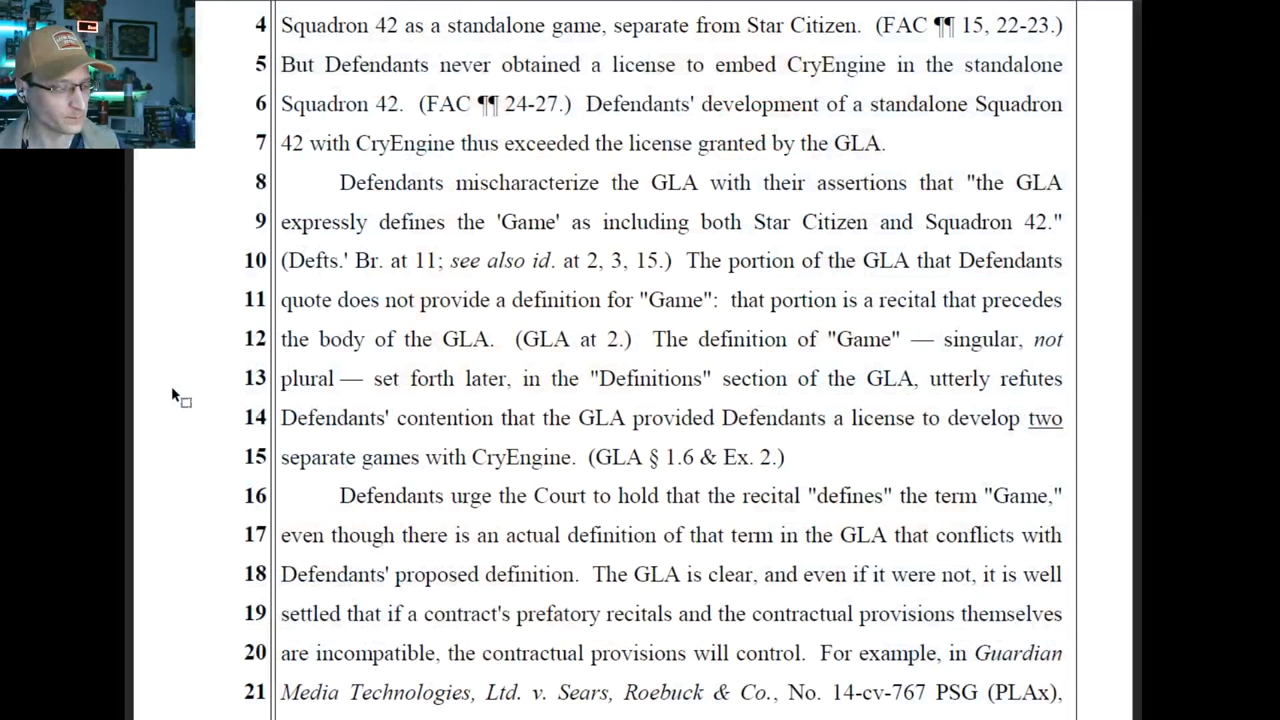 4 Squadron 42 as a standalone game, separate from Star Citizen. (FAC ¶¶ 15, 22-23.)
5 But Defendants never obtained a license to embed CryEngine in the standalone
6 Squadron 42. (FAC ¶¶ 24-27.) Defendants' development of a standalone Squadron
7 42 with CryEngine thus exceeded the license granted by the GLA.
8 Defendants mischaracterize the GLA with their assertions that "the GLA
9 expressly defines the 'Game' as including both Star Citizen and Squadron 42."
10 (Defts.' Br. at 11; see also id. at 2, 3, 15.) The portion of the GLA that Defendants
11 quote does not provide a definition for "Game": that portion is a recital that precedes
12 the body of the GLA. (GLA at 2.) The definition of "Game" — singular, not
13 plural — set forth later, in the "Definitions" section of the GLA, utterly refutes
14 Defendants' contention that the GLA provided Defendants a license to develop two
15 separate games with CryEngine. (GLA § 1.6 & Ex. 2.)
16 Defendants urge the Court to hold that the recital "defines" the term "Game,"
17 even though there is an actual definition of that term in the GLA that conflicts with
18 Defendants' proposed definition. The GLA is clear, and even if it were not, it is well
19 settled that if a contract's prefatory recitals and the contractual provisions themselves
20 are incompatible, the contractual provisions will control. For example, in Guardian
21 Media Technologies, Ltd. v. Sears, Roebuck & Co., No. 14-cv-767 PSG (PLAx),